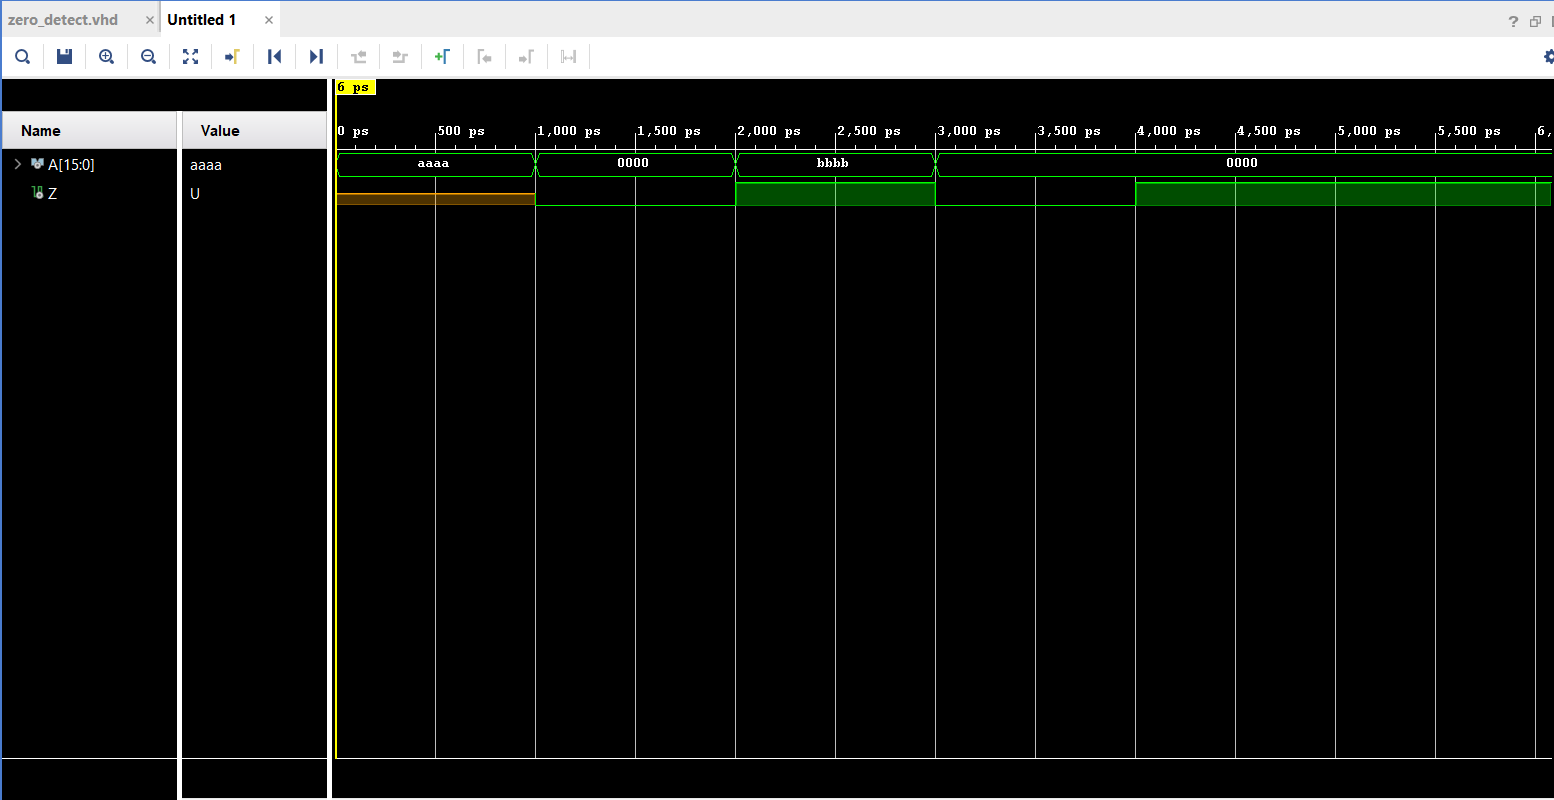 zero_detect.vhd × Untitled 1 ×
?
6 ps
Name Value
0 ps 500 ps 1,000 ps 1,500 ps 2,000 ps 2,500 ps 3,000 ps 3,500 ps 4,000 ps 4,500 ps 5,000 ps 5,500 ps 6,
A[15:0] aaaa aaaa 0000 bbbb 0000
Z U